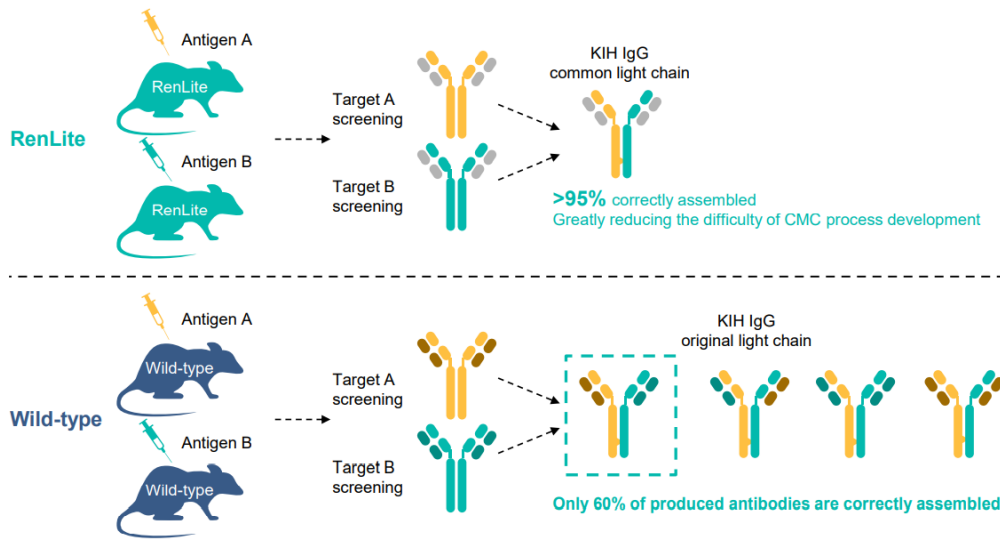 Antigen A
RenLite
RenLite
Antigen B
RenLite
Target A
screening
Target B
screening
KIH IgG
common light chain
>95% correctly assembled
Greatly reducing the difficulty of CMC process development
Antigen A
Wild-type
Wild-type
Antigen B
Wild-type
Target A
screening
Target B
screening
KIH IgG
original light chain
Only 60% of produced antibodies are correctly assembled